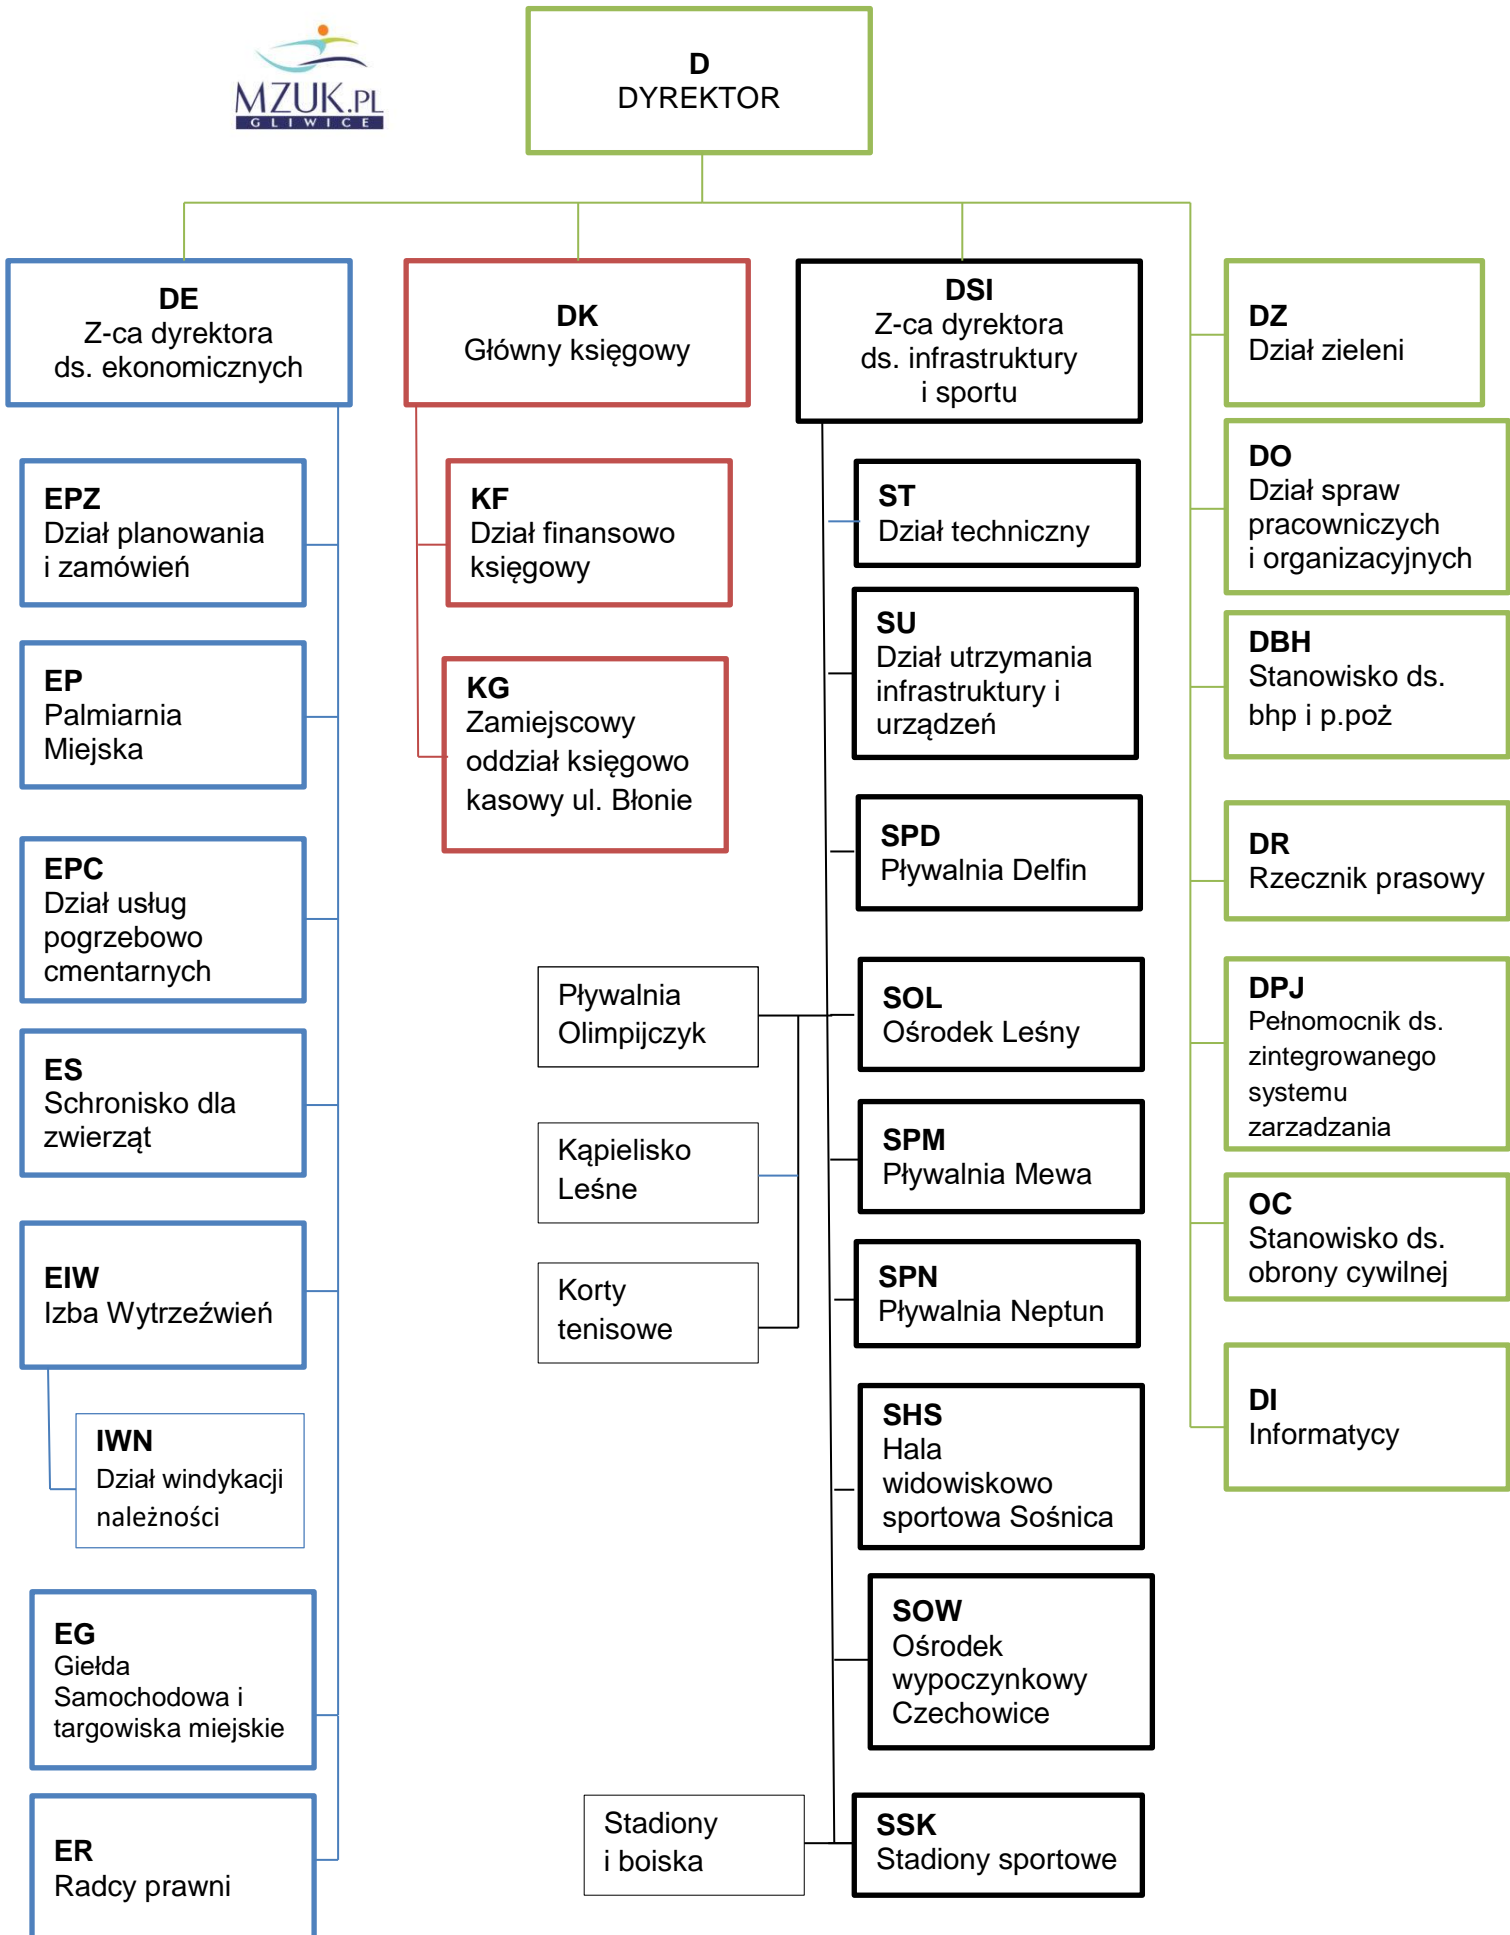 MZUK.PL
GLIWICE
D
DYREKTOR
DE
Z-ca dyrektora
ds. ekonomicznych
DK
Główny księgowy
DSI
Z-ca dyrektora
ds. infrastruktury
i sportu
DZ
Dział zieleni
EPZ
Dział planowania
i zamówień
EP
Palmiarnia
Miejska
EPC
Dział usług
pogrzebowo
cmentarnych
ES
Schronisko dla
zwierząt
EIW
Izba Wytrzeźwień
IWN
Dział windykacji
należności
EG
Giełda
Samochodowa i
targowiska miejskie
ER
Radcy prawni
KF
Dział finansowo
księgowy
KG
Zamiejscowy
oddział księgowo
kasowy ul. Błonie
Pływalnia
Olimpijczyk
Kąpielisko
Leśne
Korty
tenisowe
Stadiony
i boiska
ST
Dział techniczny
SU
Dział utrzymania
infrastruktury i
urządzeń
SPD
Pływalnia Delfin
SOL
Ośrodek Leśny
SPM
Pływalnia Mewa
SPN
Pływalnia Neptun
SHS
Hala
widowiskowo
sportowa Sośnica
SOW
Ośrodek
wypoczynkowy
Czechowice
SSK
Stadiony sportowe
DO
Dział spraw
pracowniczych
i organizacyjnych
DBH
Stanowisko ds.
bhp i p.poż
DR
Rzecznik prasowy
DPJ
Pełnomocnik ds.
zintegrowanego
systemu
zarzadzania
OC
Stanowisko ds.
obrony cywilnej
DI
Informatycy